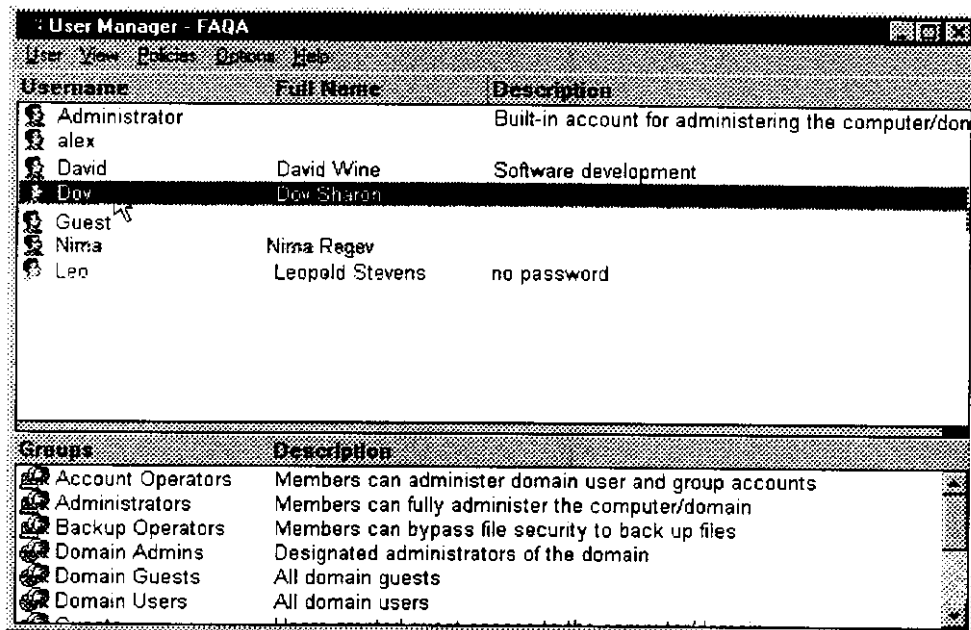 User Manager - FAQA
User View Policies Options Help
Username Full Name Description
Administrator Built-in account for administering the computer/don
alex
David David Wine Software development
Dov Dov Sharon
Guest
Nima Nima Regev
Leo Leopold Stevens no password
Groups Description
Account Operators Members can administer domain user and group accounts
Administrators Members can fully administer the computer/domain
Backup Operators Members can bypass file security to back up files
Domain Admins Designated administrators of the domain
Domain Guests All domain guests
Domain Users All domain users